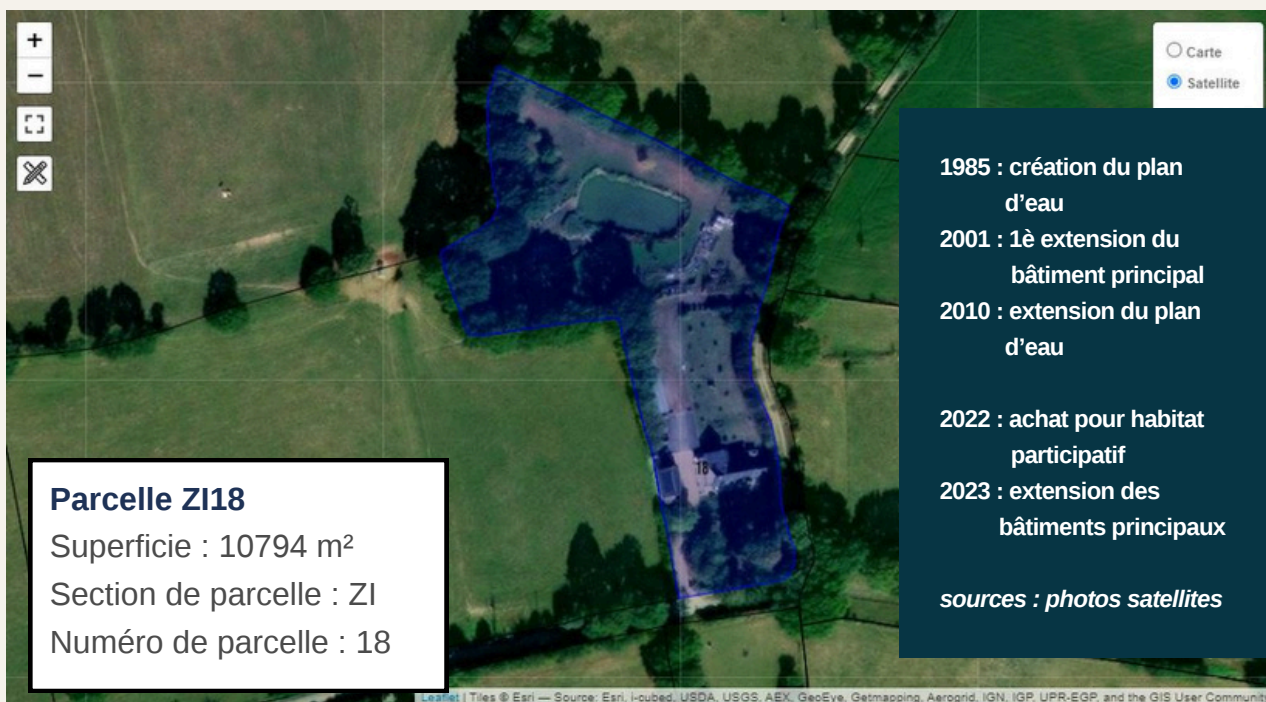 +
−
Carte
Satellite
1985 : création du plan
d’eau
2001 : 1è extension du
bâtiment principal
2010 : extension du plan
d’eau
2022 : achat pour habitat
participatif
2023 : extension des
bâtiments principaux
sources : photos satellites
18
Parcelle ZI18
Superficie : 10794 m²
Section de parcelle : ZI
Numéro de parcelle : 18
Leaflet | Tiles © Esri — Source: Esri, i-cubed, USDA, USGS, AEX, GeoEye, Getmapping, Aerogrid, IGN, IGP, UPR-EGP, and the GIS User Community